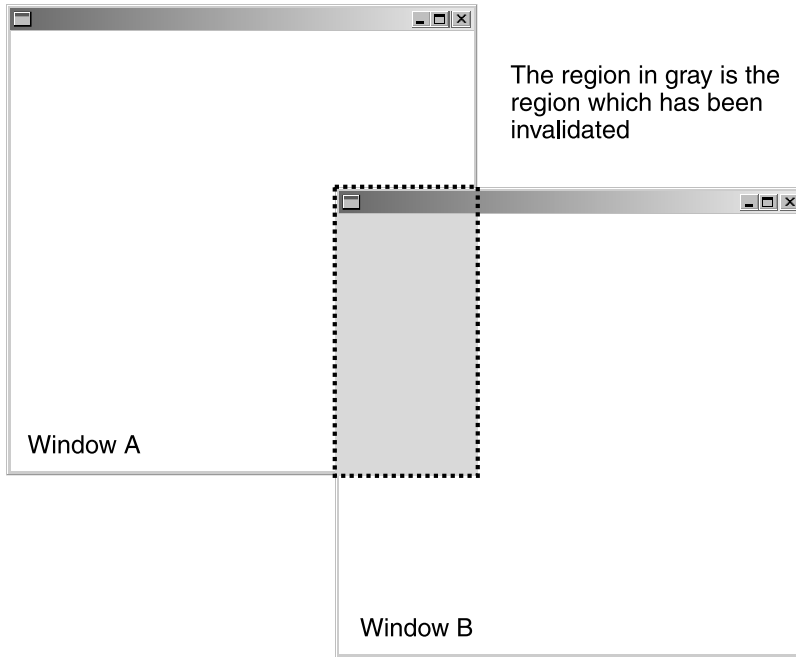 The region in gray is the
region which has been
invalidated
Window A
Window B